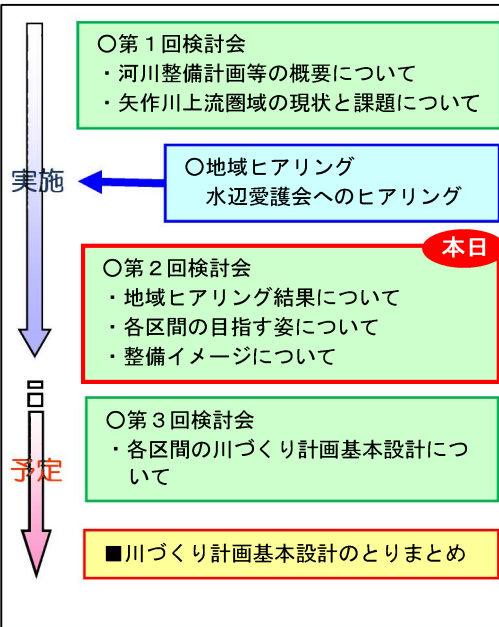 〇第１回検討会
・河川整備計画等の概要について
・矢作川上流圏域の現状と課題について
実施
〇地域ヒアリング
水辺愛護会へのヒアリング
本日
〇第２回検討会
・地域ヒアリング結果について
・各区間の目指す姿について
・整備イメージについて
〇第３回検討会
・各区間の川づくり計画基本設計につ
いて
予定
■川づくり計画基本設計のとりまとめ